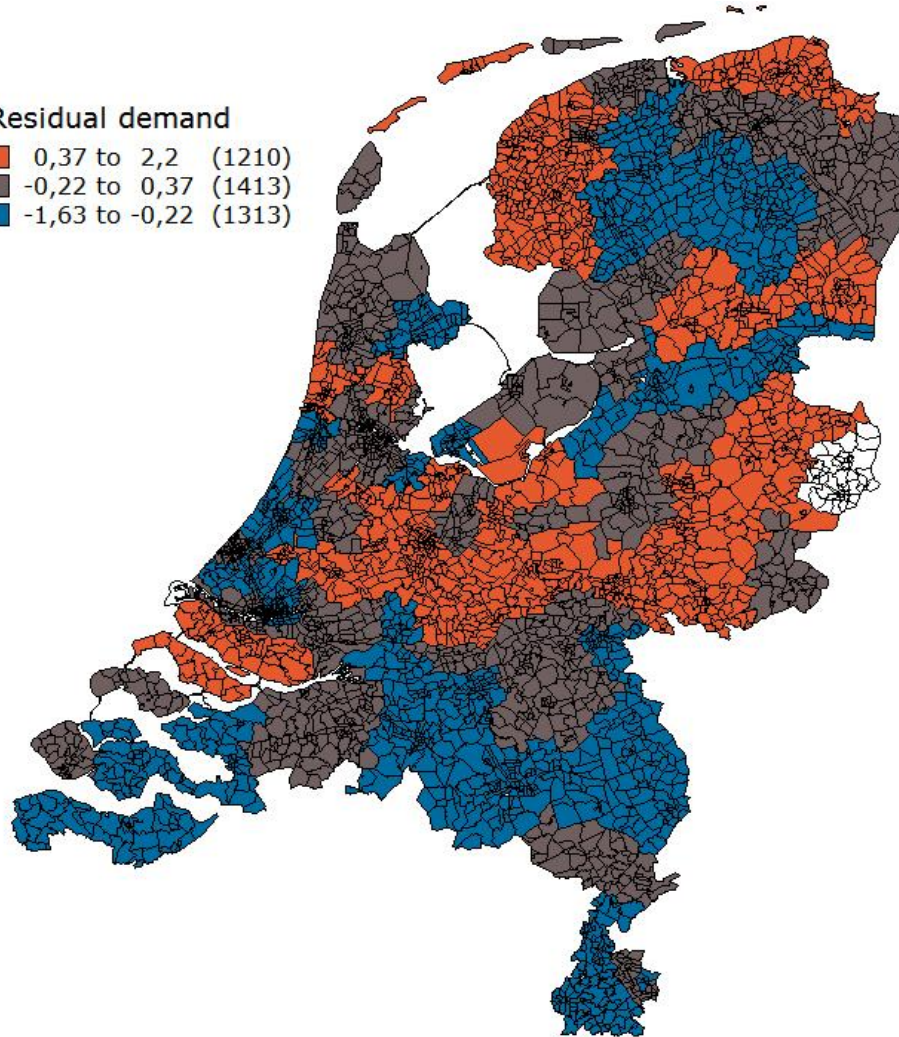 Residual demand
0,37 to 2,2 (1210)
-0,22 to 0,37 (1413)
-1,63 to -0,22 (1313)